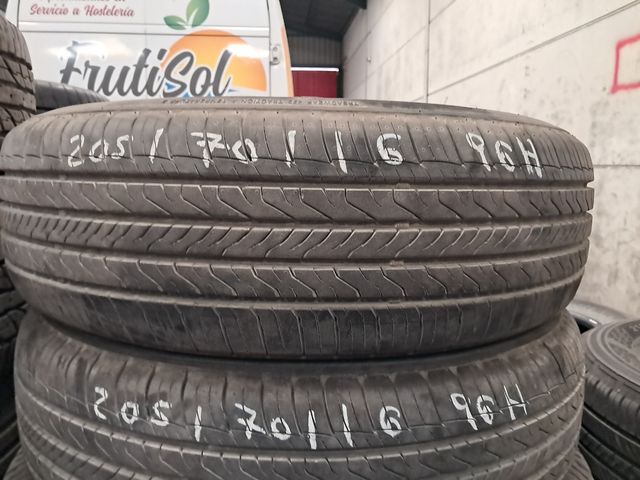 Servicio a Hostelería
FrutiSol
205/70/16 96H
205/70/16 96H